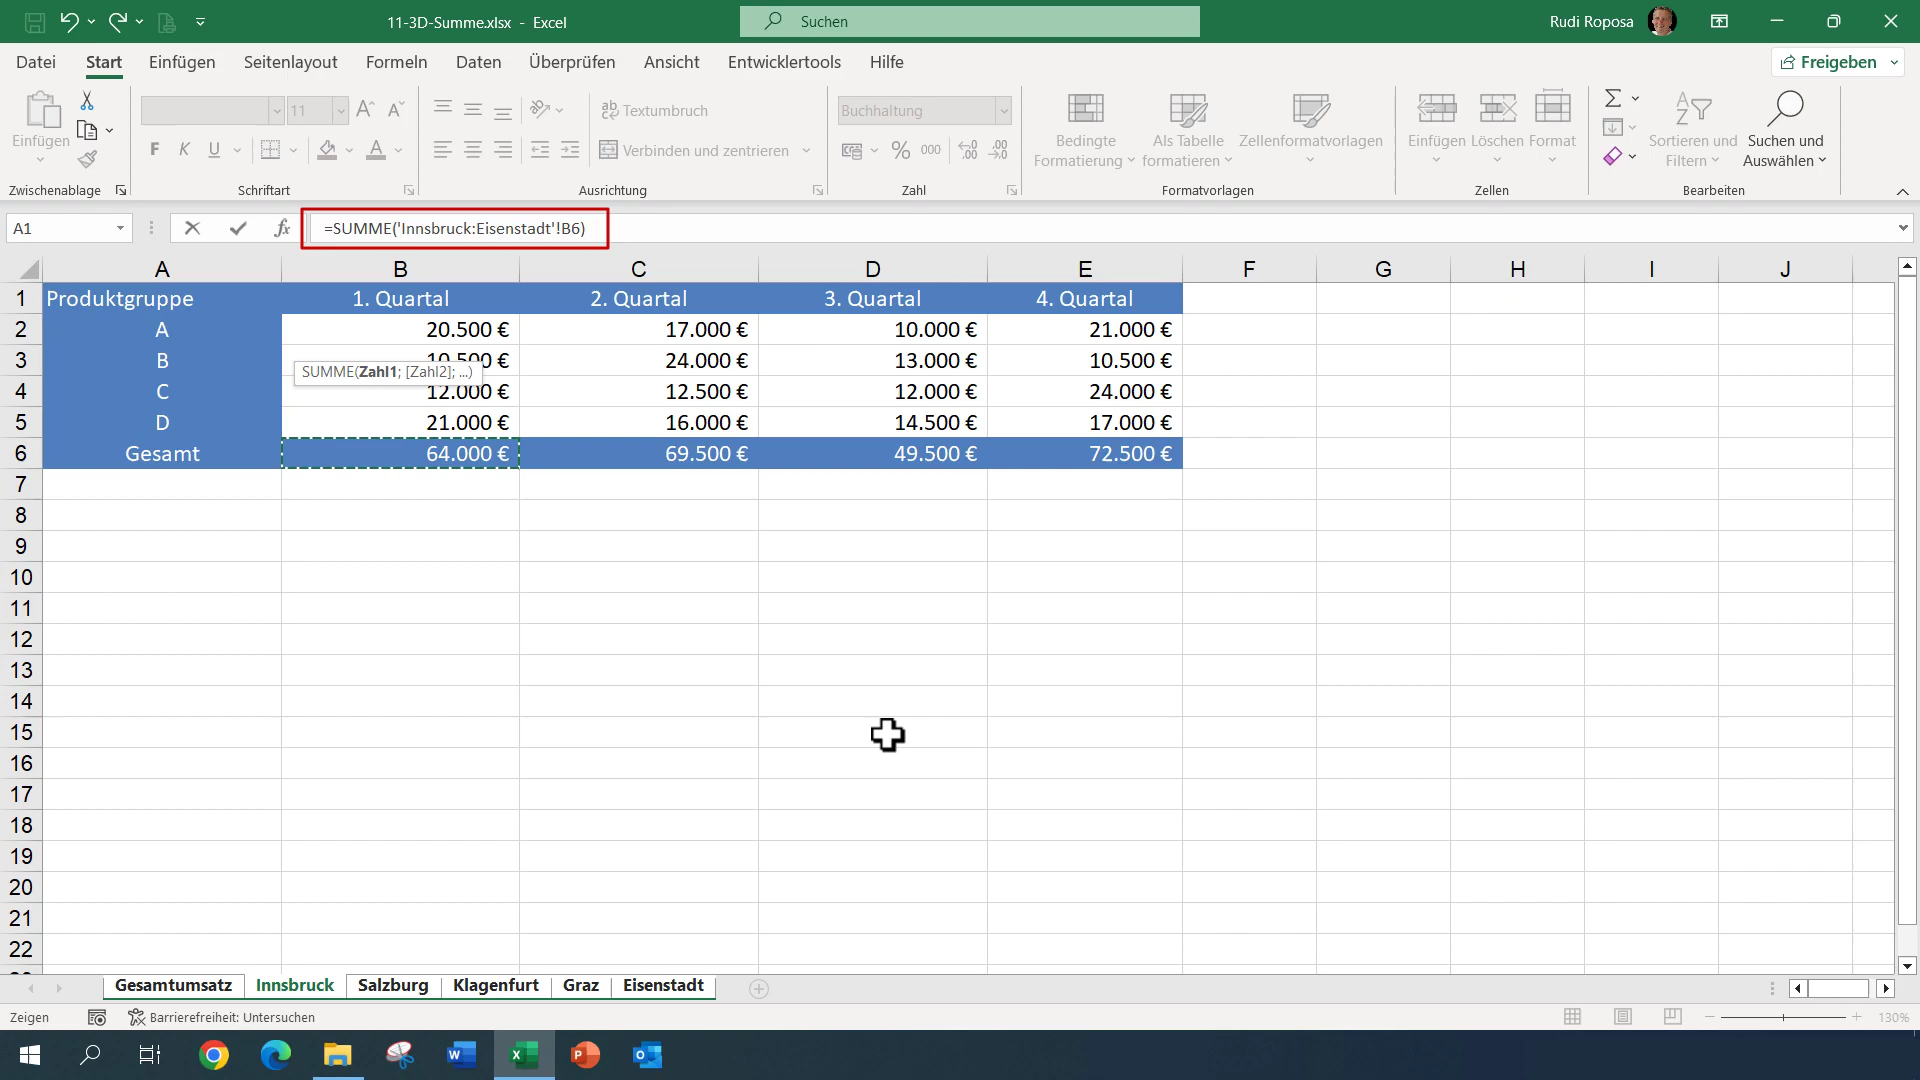 11-3D-Summe.xlsx - Excel
Suchen
Rudi Roposa
Datei Start Einfügen Seitenlayout Formeln Daten Überprüfen Ansicht Entwicklertools Hilfe
Freigeben
Einfügen
Zwischenablage
11
F K U
Schriftart
Textumbruch
Verbinden und zentrieren
Ausrichtung
Buchhaltung
% 000
Zahl
Bedingte
Formatierung
Als Tabelle
formatieren
Zellenformatvorlagen
Formatvorlagen
Einfügen Löschen Format
Zellen
Sortieren und
Filtern
Suchen und
Auswählen
Bearbeiten
A1
fx
=SUMME('Innsbruck:Eisenstadt'!B6)
A B C D E F G H I J
1 Produktgruppe 1. Quartal 2. Quartal 3. Quartal 4. Quartal
2 A 20.500 € 17.000 € 10.000 € 21.000 €
3 B 10.500 € 24.000 € 13.000 € 10.500 €
SUMME(Zahl1; [Zahl2]; ...)
4 C 12.000 € 12.500 € 12.000 € 24.000 €
5 D 21.000 € 16.000 € 14.500 € 17.000 €
6 Gesamt 64.000 € 69.500 € 49.500 € 72.500 €
7
8
9
10
11
12
13
14
15
16
17
18
19
20
21
22
Gesamtumsatz Innsbruck Salzburg Klagenfurt Graz Eisenstadt
Zeigen
Barrierefreiheit: Untersuchen
130%